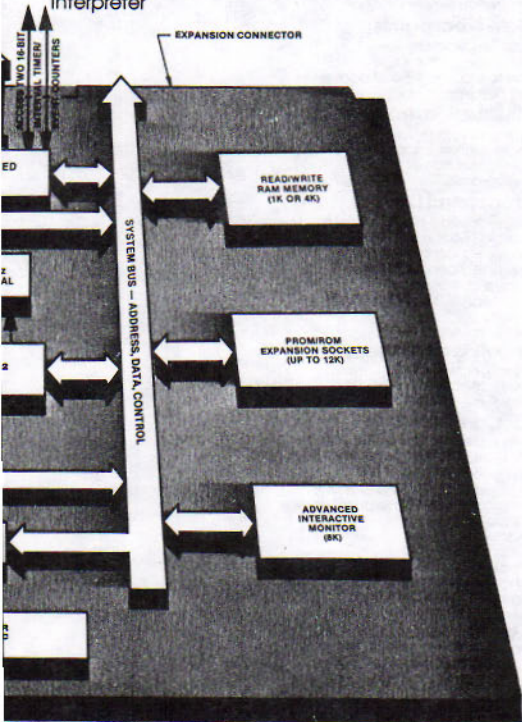 Interpreter
EXPANSION CONNECTOR
ACCESS TWO 16-BIT
INTERVAL TIMER/
EVENT COUNTERS
ED
READ/WRITE
RAM MEMORY
(1K OR 4K)
Z
AL
SYSTEM BUS — ADDRESS, DATA, CONTROL
PROM/ROM
EXPANSION SOCKETS
(UP TO 12K)
2
ADVANCED
INTERACTIVE
MONITOR
(8K)